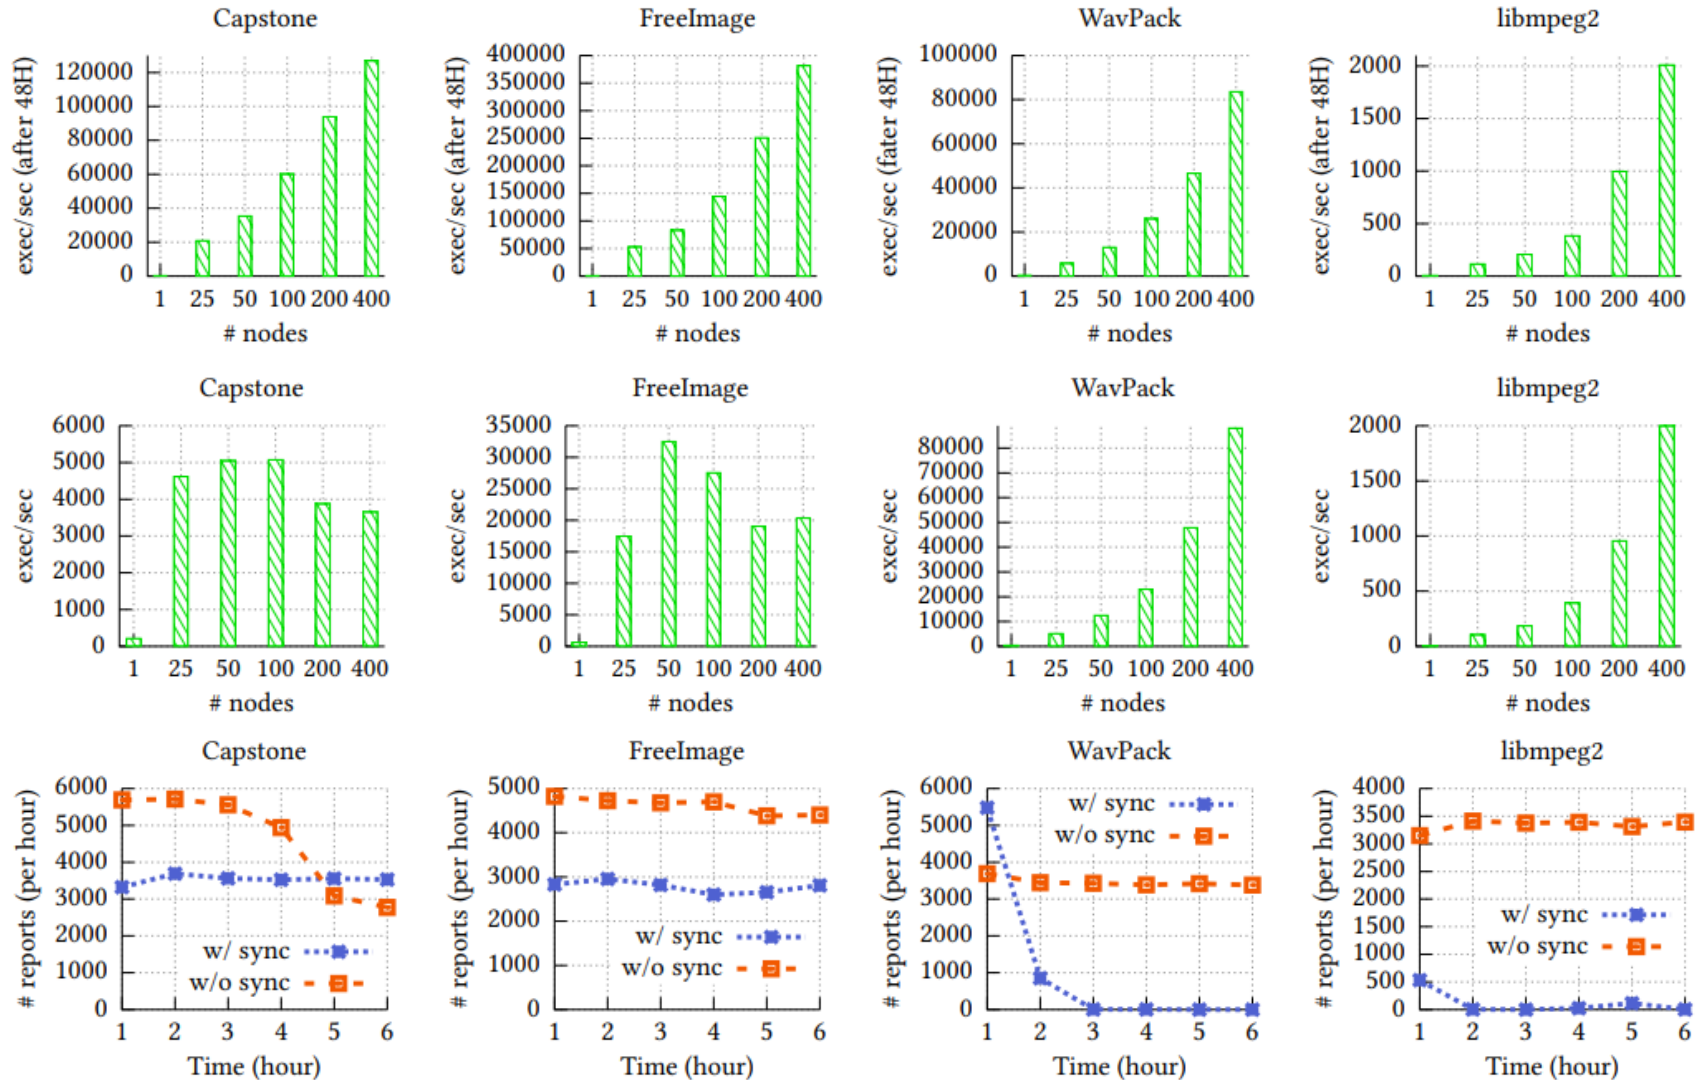 Capstone
exec/sec (after 48H)
120000
100000
80000
60000
40000
20000
0
1 25 50 100 200 400
# nodes
FreeImage
exec/sec (after 48H)
400000
350000
300000
250000
200000
150000
100000
50000
0
1 25 50 100 200 400
# nodes
WavPack
exec/sec (fater 48H)
100000
80000
60000
40000
20000
0
1 25 50 100 200 400
# nodes
libmpeg2
exec/sec (after 48H)
2000
1500
1000
500
0
1 25 50 100 200 400
# nodes
Capstone
exec/sec
6000
5000
4000
3000
2000
1000
0
1 25 50 100 200 400
# nodes
FreeImage
exec/sec
35000
30000
25000
20000
15000
10000
5000
0
1 25 50 100 200 400
# nodes
WavPack
exec/sec
80000
70000
60000
50000
40000
30000
20000
10000
0
1 25 50 100 200 400
# nodes
libmpeg2
exec/sec
2000
1500
1000
500
0
1 25 50 100 200 400
# nodes
Capstone
# reports (per hour)
6000
5000
4000
3000
2000
1000
0
w/ sync
w/o sync
1 2 3 4 5 6
Time (hour)
FreeImage
# reports (per hour)
5000
4000
3000
2000
1000
0
w/ sync
w/o sync
1 2 3 4 5 6
Time (hour)
WavPack
# reports (per hour)
6000
5000
4000
3000
2000
1000
0
w/ sync
w/o sync
1 2 3 4 5 6
Time (hour)
libmpeg2
# reports (per hour)
4000
3500
3000
2500
2000
1500
1000
500
0
w/ sync
w/o sync
1 2 3 4 5 6
Time (hour)